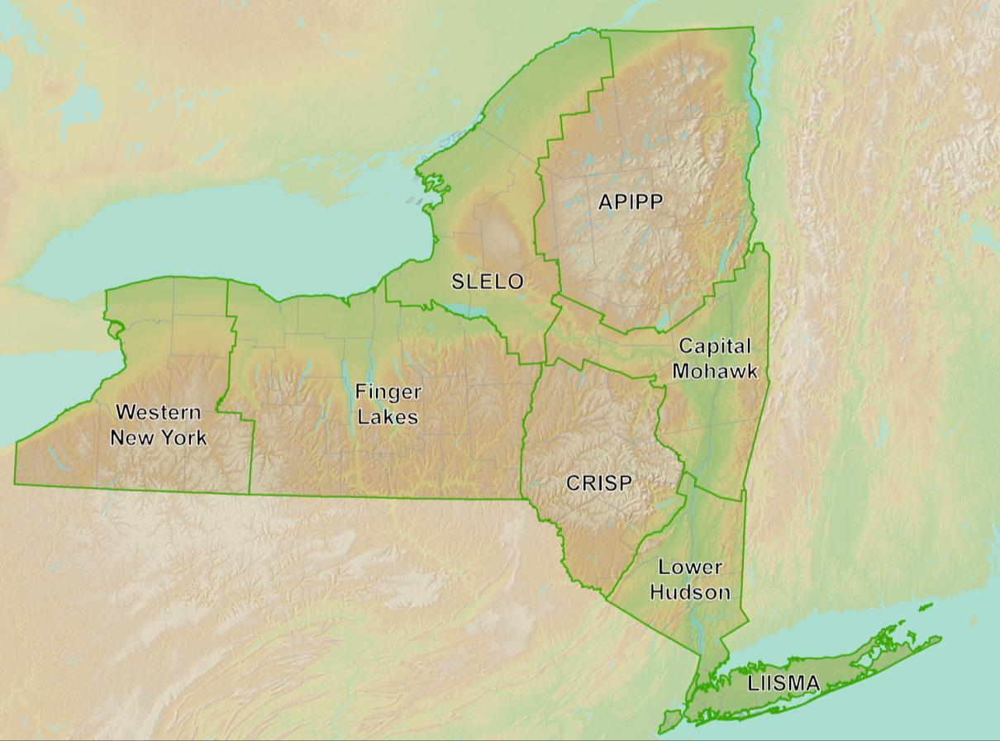 APIPP
SLELO
Capital
Mohawk
Finger
Lakes
Western
New York
CRISP
Lower
Hudson
LIISMA